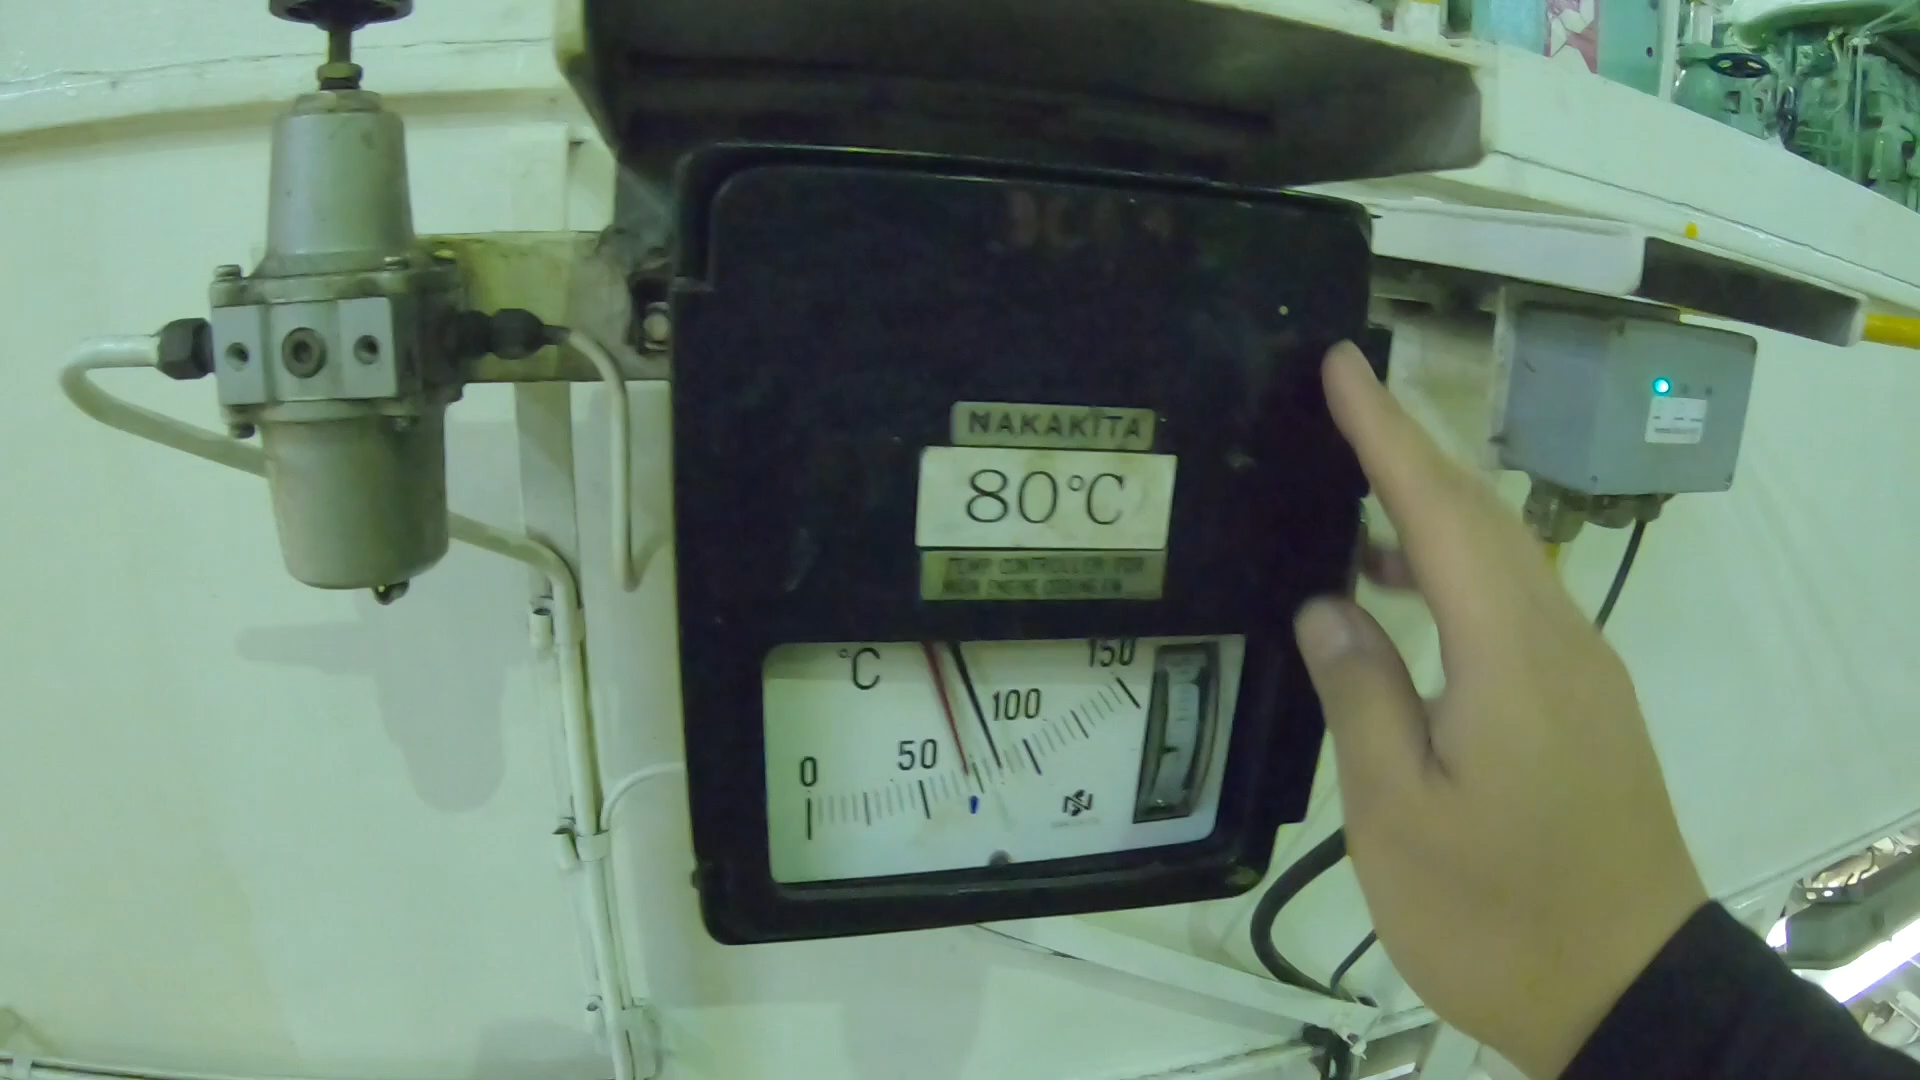 NAKAKITA
80°C
TEMP CONTROLLER FOR
MAIN ENGINE COOLING F.W.
°C
0
50
100
150